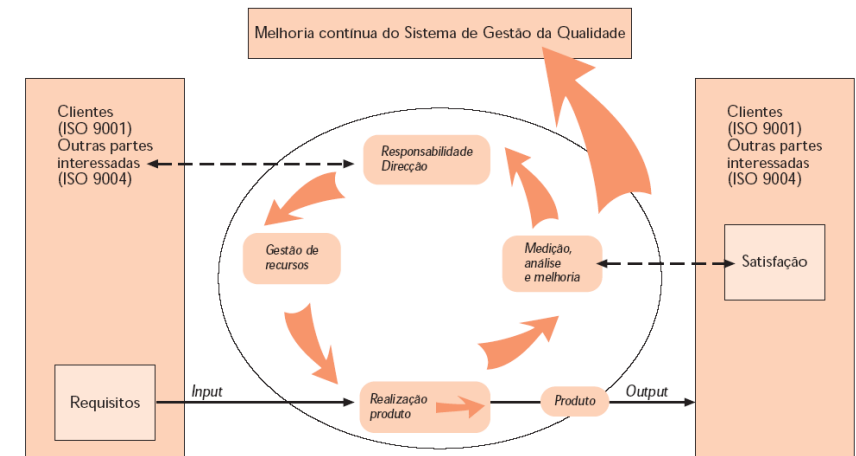 Melhoria contínua do Sistema de Gestão da Qualidade
Clientes
(ISO 9001)
Outras partes
interessadas
(ISO 9004)
Responsabilidade
Direcção
Clientes
(ISO 9001)
Outras partes
interessadas
(ISO 9004)
Gestão de
recursos
Medição,
análise
e melhoria
Satisfação
Requisitos
Input
Realização
produto
Produto
Output